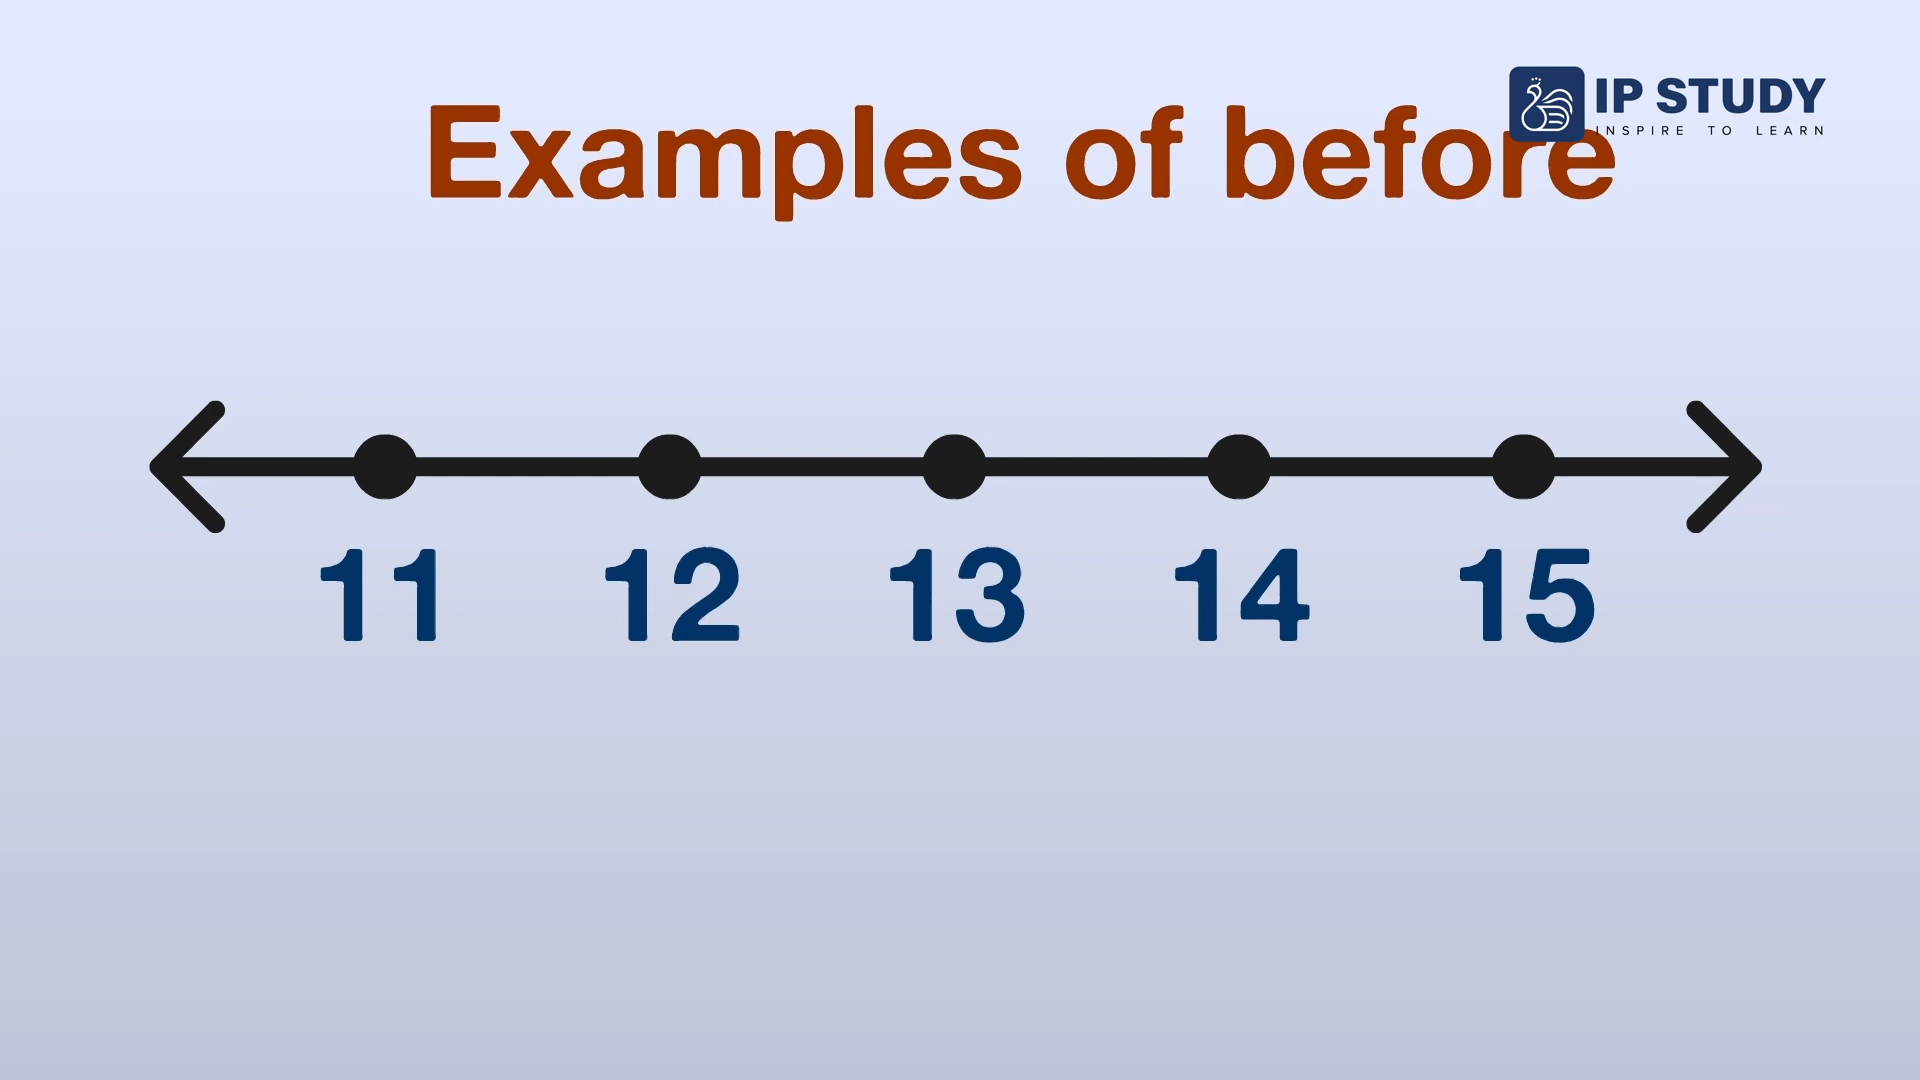 IP STUDY
INSPIRE TO LEARN
Examples of before
11 12 13 14 15